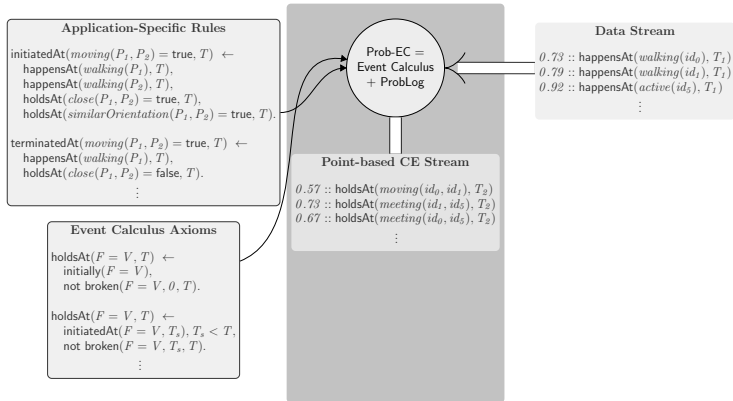 Application-Specific Rules
initiatedAt(moving(P₁, P₂) = true, T) ←
happensAt(walking(P₁), T),
happensAt(walking(P₂), T),
holdsAt(close(P₁, P₂) = true, T),
holdsAt(similarOrientation(P₁, P₂) = true, T).
terminatedAt(moving(P₁, P₂) = true, T) ←
happensAt(walking(P₁), T),
holdsAt(close(P₁, P₂) = false, T).
⋮
Event Calculus Axioms
holdsAt(F = V, T) ←
initially(F = V),
not broken(F = V, 0, T).
holdsAt(F = V, T) ←
initiatedAt(F = V, Tₛ), Tₛ < T,
not broken(F = V, Tₛ, T).
⋮
Prob-EC =
Event Calculus
+ ProbLog
Point-based CE Stream
0.57 :: holdsAt(moving(id₀, id₁), T₂)
0.73 :: holdsAt(meeting(id₁, id₅), T₂)
0.67 :: holdsAt(meeting(id₀, id₅), T₂)
⋮
Data Stream
0.73 :: happensAt(walking(id₀), T₁)
0.79 :: happensAt(walking(id₁), T₁)
0.92 :: happensAt(active(id₅), T₁)
⋮